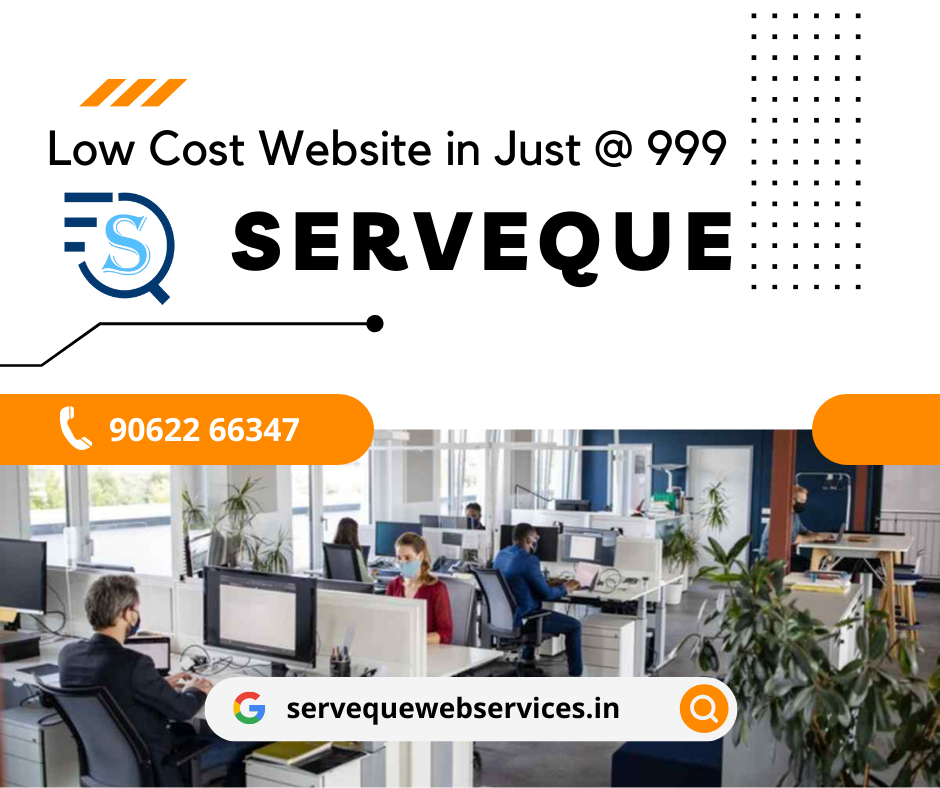 Low Cost Website in Just @ 999
S
SERVEQUE
90622 66347
G
servequewebservices.in